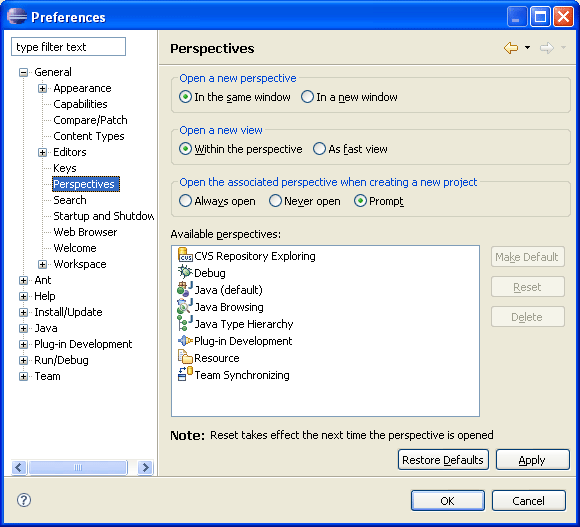 Preferences
type filter text
General
Appearance
Capabilities
Compare/Patch
Content Types
Editors
Keys
Perspectives
Search
Startup and Shutdow
Web Browser
Welcome
Workspace
Ant
Help
Install/Update
Java
Plug-in Development
Run/Debug
Team
Perspectives
Open a new perspective
In the same window In a new window
Open a new view
Within the perspective As fast view
Open the associated perspective when creating a new project
Always open Never open Prompt
Available perspectives:
CVS CVS Repository Exploring
Debug
Java (default)
Java Browsing
Java Type Hierarchy
Plug-in Development
Resource
Team Synchronizing
Make Default
Reset
Delete
Note: Reset takes effect the next time the perspective is opened
Restore Defaults Apply
? OK Cancel